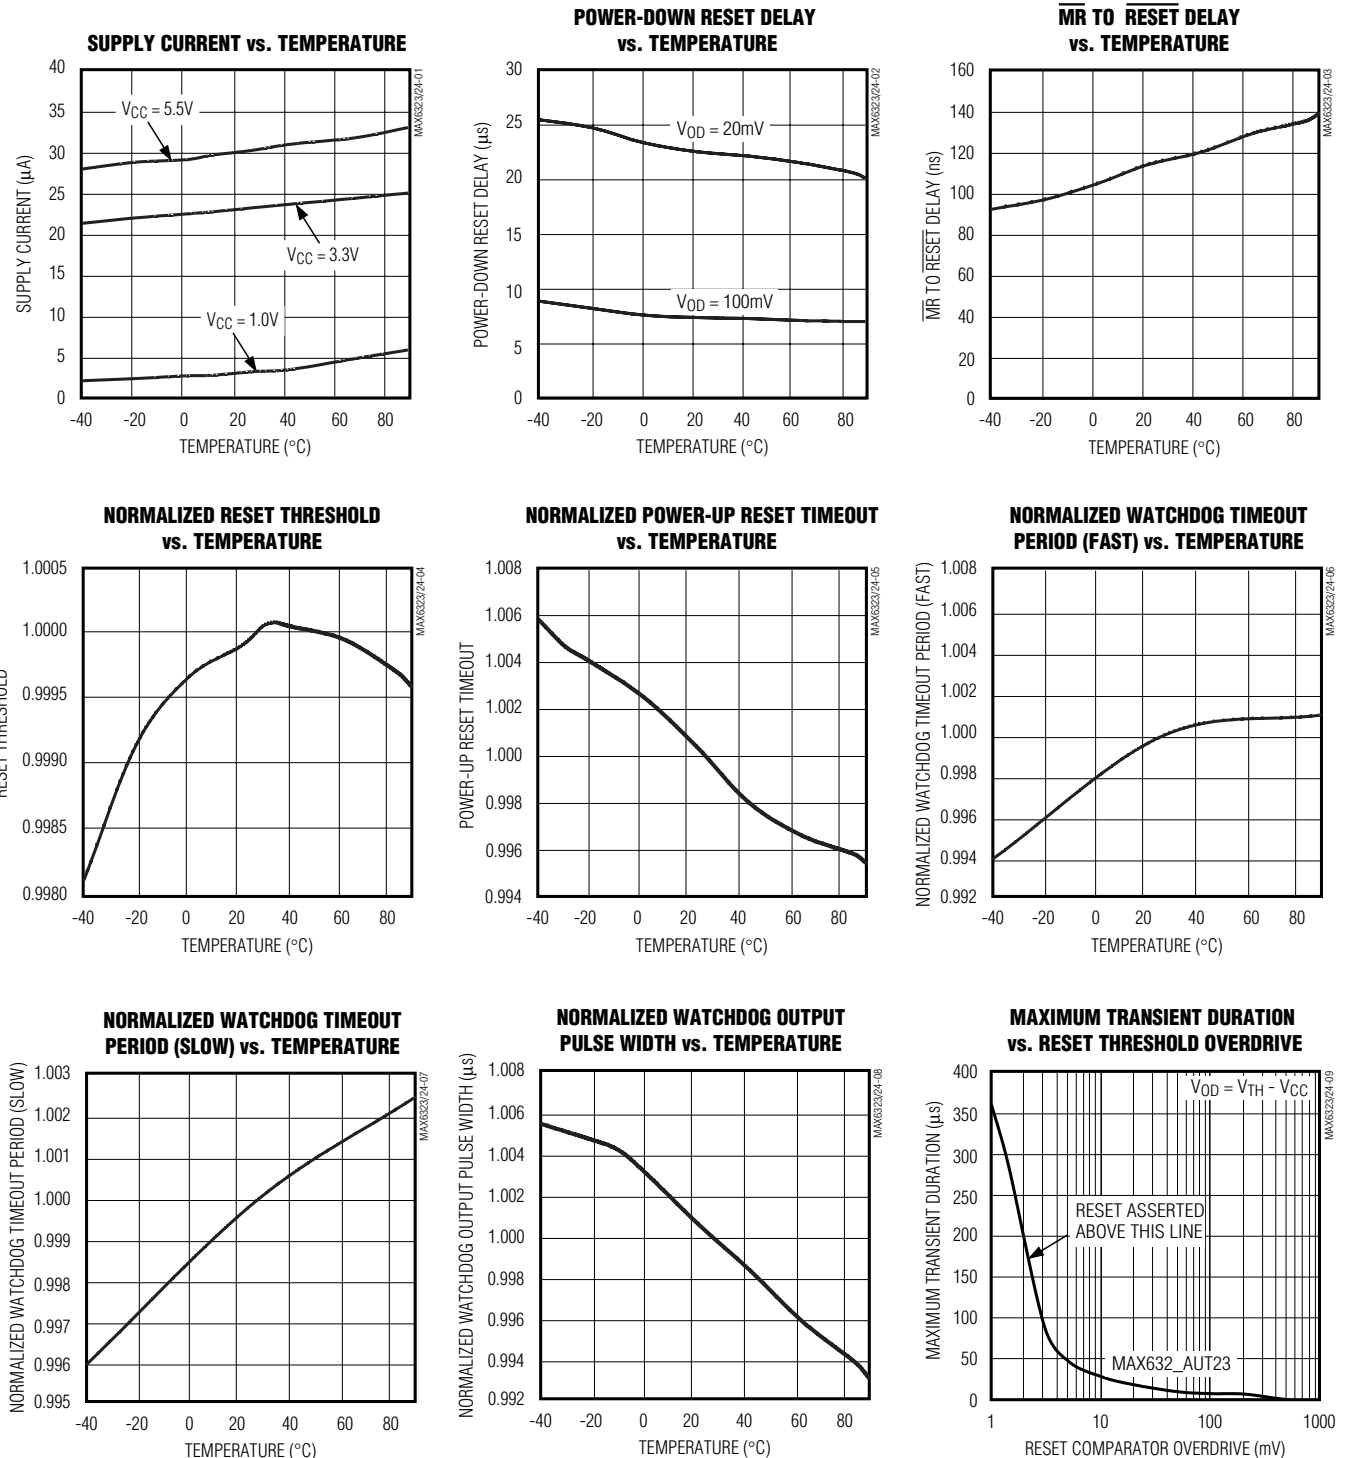 SUPPLY CURRENT vs. TEMPERATURE
40
35
30
25
20
15
10
5
0
SUPPLY CURRENT (µA)
VCC = 5.5V
VCC = 3.3V
VCC = 1.0V
-40 -20 0 20 40 60 80
TEMPERATURE (°C)
MAX6323/24-01
POWER-DOWN RESET DELAY
vs. TEMPERATURE
30
25
20
15
10
5
0
POWER-DOWN RESET DELAY (µs)
VOD = 20mV
VOD = 100mV
-40 -20 0 20 40 60 80
TEMPERATURE (°C)
MAX6323/24-02
MR TO RESET DELAY
vs. TEMPERATURE
160
140
120
100
80
60
40
20
0
MR TO RESET DELAY (ns)
-40 -20 0 20 40 60 80
TEMPERATURE (°C)
MAX6323/24-03
NORMALIZED RESET THRESHOLD
vs. TEMPERATURE
1.0005
1.0000
0.9995
0.9990
0.9985
0.9980
RESET THRESHOLD
-40 -20 0 20 40 60 80
TEMPERATURE (°C)
MAX6323/24-04
NORMALIZED POWER-UP RESET TIMEOUT
vs. TEMPERATURE
1.008
1.006
1.004
1.002
1.000
0.998
0.996
0.994
POWER-UP RESET TIMEOUT
-40 -20 0 20 40 60 80
TEMPERATURE (°C)
MAX6323/24-05
NORMALIZED WATCHDOG TIMEOUT
PERIOD (FAST) vs. TEMPERATURE
1.008
1.006
1.004
1.002
1.000
0.998
0.996
0.994
0.992
NORMALIZED WATCHDOG TIMEOUT PERIOD (FAST)
-40 -20 0 20 40 60 80
TEMPERATURE (°C)
MAX6323/24-06
NORMALIZED WATCHDOG TIMEOUT
PERIOD (SLOW) vs. TEMPERATURE
1.003
1.002
1.001
1.000
0.999
0.998
0.997
0.996
0.995
NORMALIZED WATCHDOG TIMEOUT PERIOD (SLOW)
-40 -20 0 20 40 60 80
TEMPERATURE (°C)
MAX6323/24-07
NORMALIZED WATCHDOG OUTPUT
PULSE WIDTH vs. TEMPERATURE
1.008
1.006
1.004
1.002
1.000
0.998
0.996
0.994
0.992
NORMALIZED WATCHDOG OUTPUT PULSE WIDTH (µs)
-40 -20 0 20 40 60 80
TEMPERATURE (°C)
MAX6323/24-08
MAXIMUM TRANSIENT DURATION
vs. RESET THRESHOLD OVERDRIVE
400
350
300
250
200
150
100
50
0
MAXIMUM TRANSIENT DURATION (µs)
VOD = VTH - VCC
RESET ASSERTED
ABOVE THIS LINE
MAX632_AUT23
1 10 100 1000
RESET COMPARATOR OVERDRIVE (mV)
MAX6323/24-09